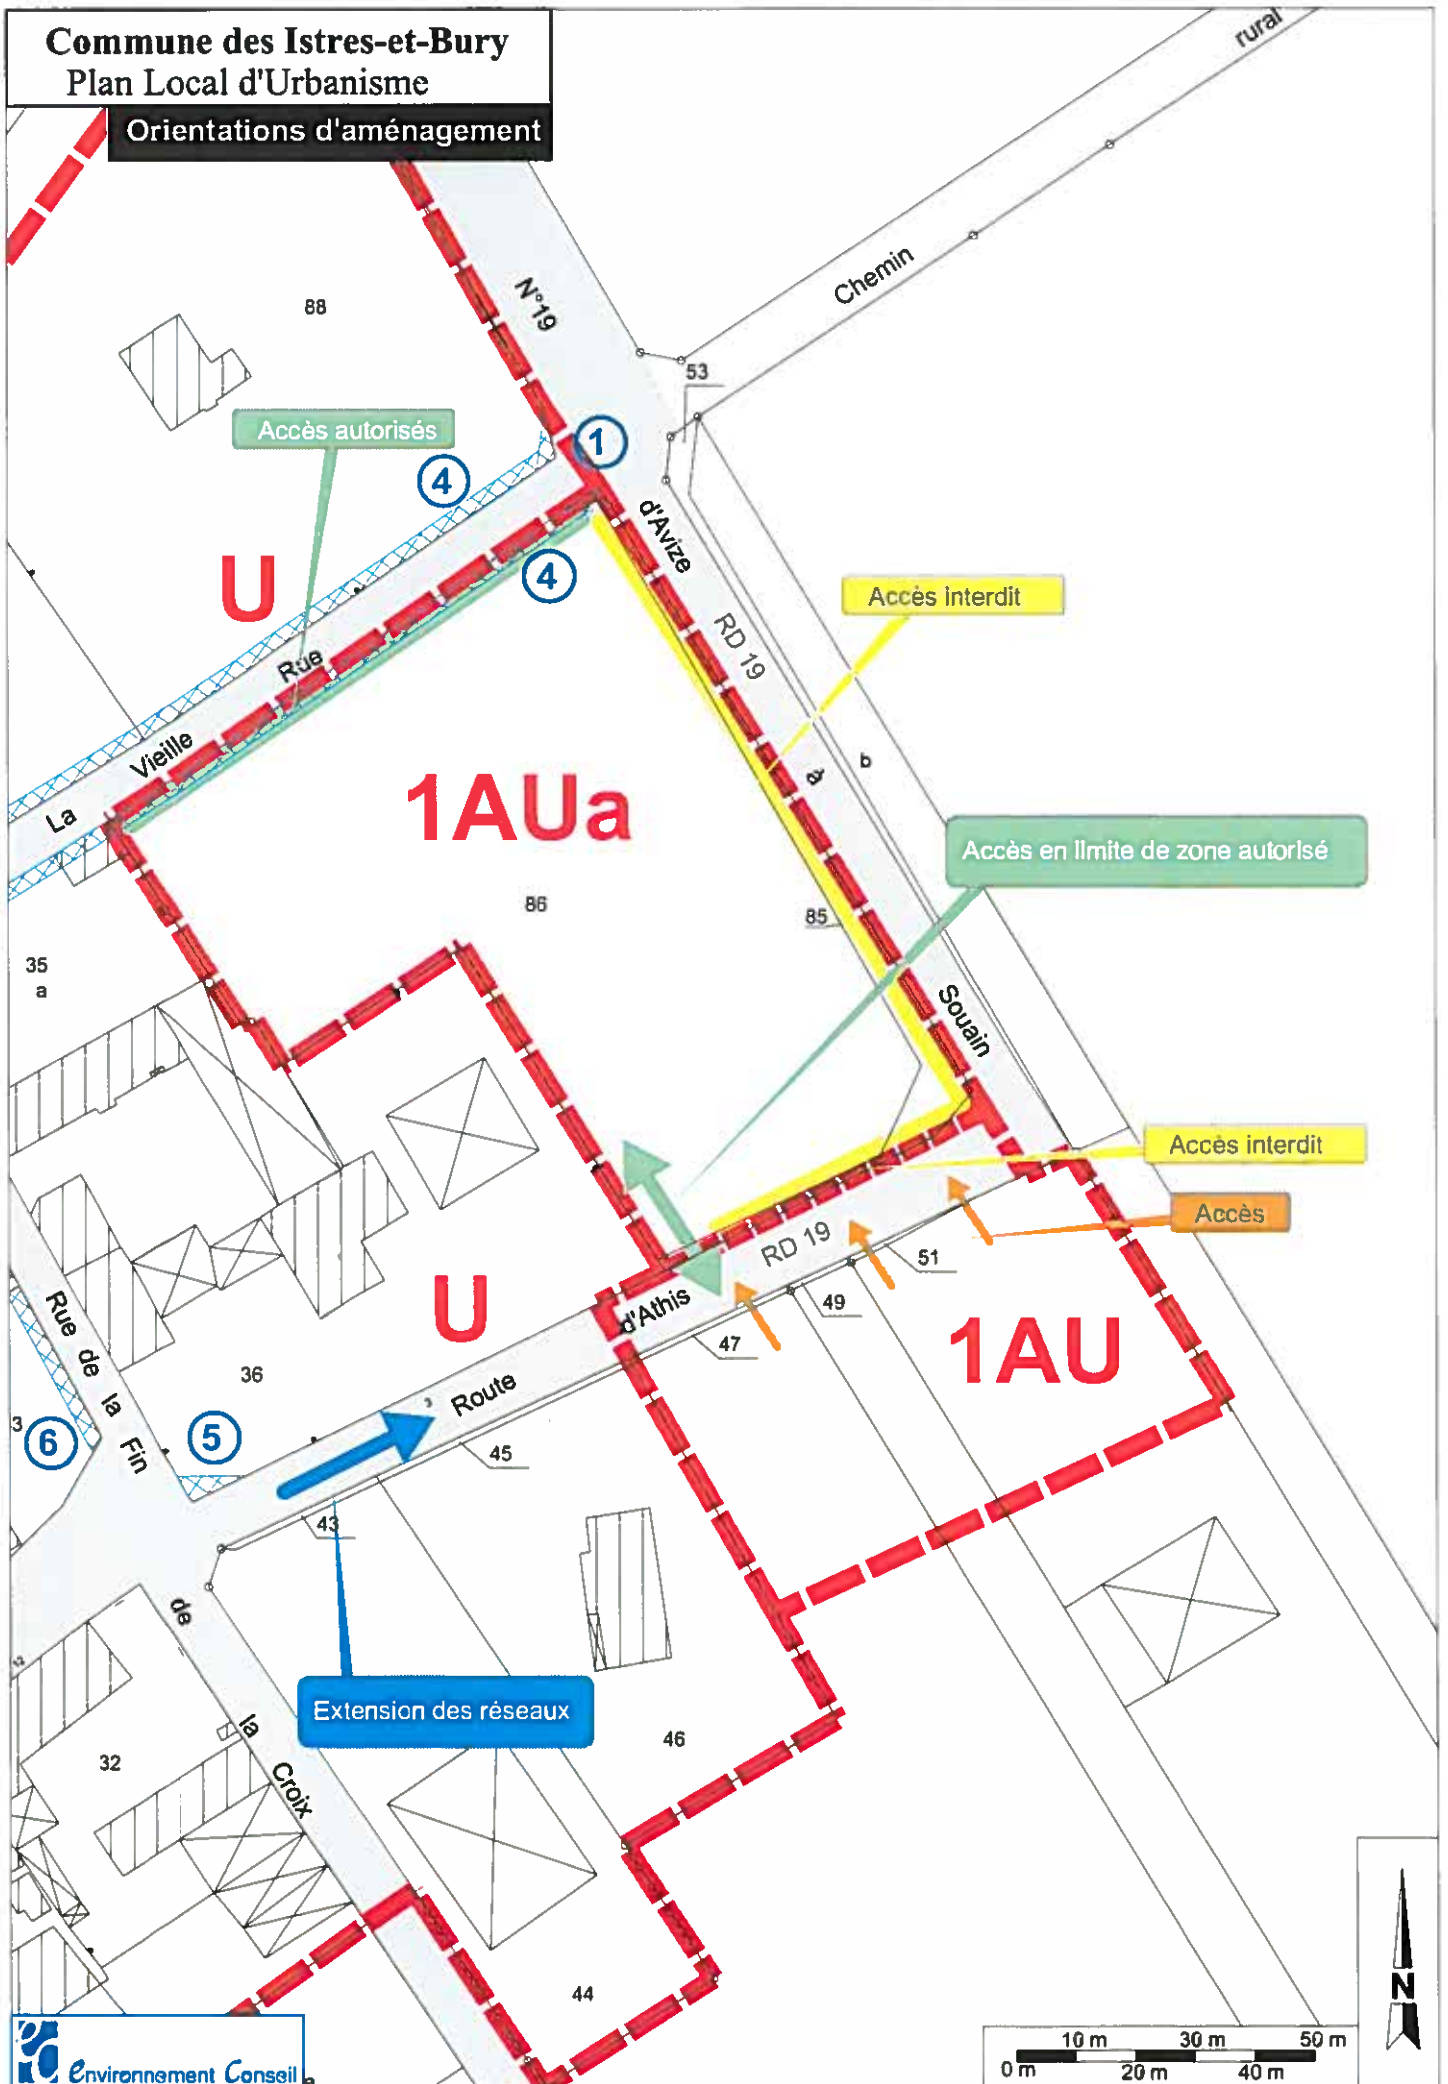 Commune des Istres-et-Bury
Plan Local d'Urbanisme
Orientations d'aménagement
rural
Chemin
N°19
88
53
Accès autorisés
1
4
d'Avize
4
U
Accès interdit
RD 19
Rue
Vieille
La
a
b
1AUa
Accès en limite de zone autorisé
86
85
35
a
Souain
Accès interdit
Accès
RD 19
51
d'Athis
49
U
47
1AU
Rue de la Fin
36
3
Route
3
6
5
45
43
de
la
Croix
12
Extension des réseaux
46
32
44
N
10 m 30 m 50 m
0 m 20 m 40 m
Environnement Conseil